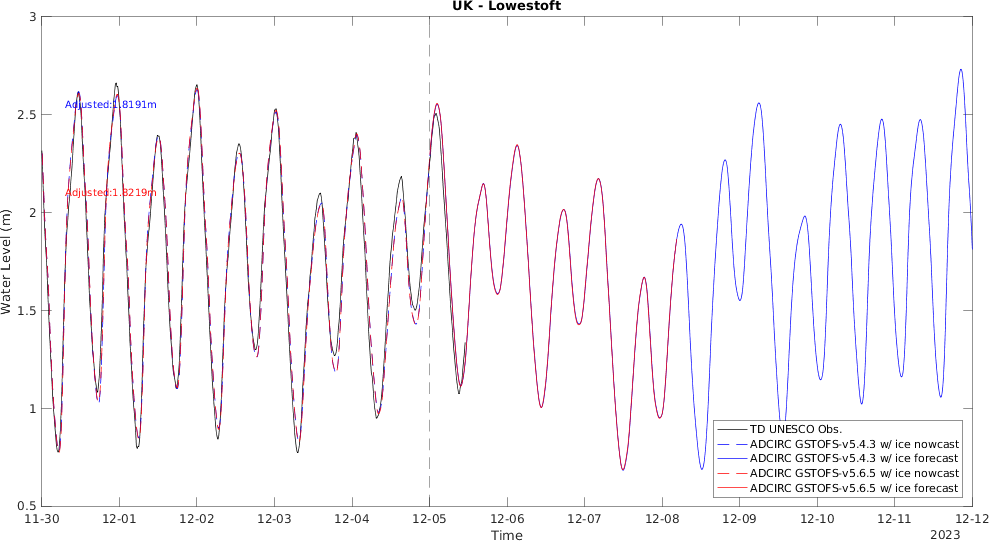 UK - Lowestoft
3
2.5
2
1.5
1
0.5
Water Level (m)
Adjusted:1.8191m
Adjusted:1.8219m
TD UNESCO Obs.
ADCIRC GSTOFS-v5.4.3 w/ ice nowcast
ADCIRC GSTOFS-v5.4.3 w/ ice forecast
ADCIRC GSTOFS-v5.6.5 w/ ice nowcast
ADCIRC GSTOFS-v5.6.5 w/ ice forecast
11-30 12-01 12-02 12-03 12-04 12-05 12-06 12-07 12-08 12-09 12-10 12-11 12-12
Time
2023